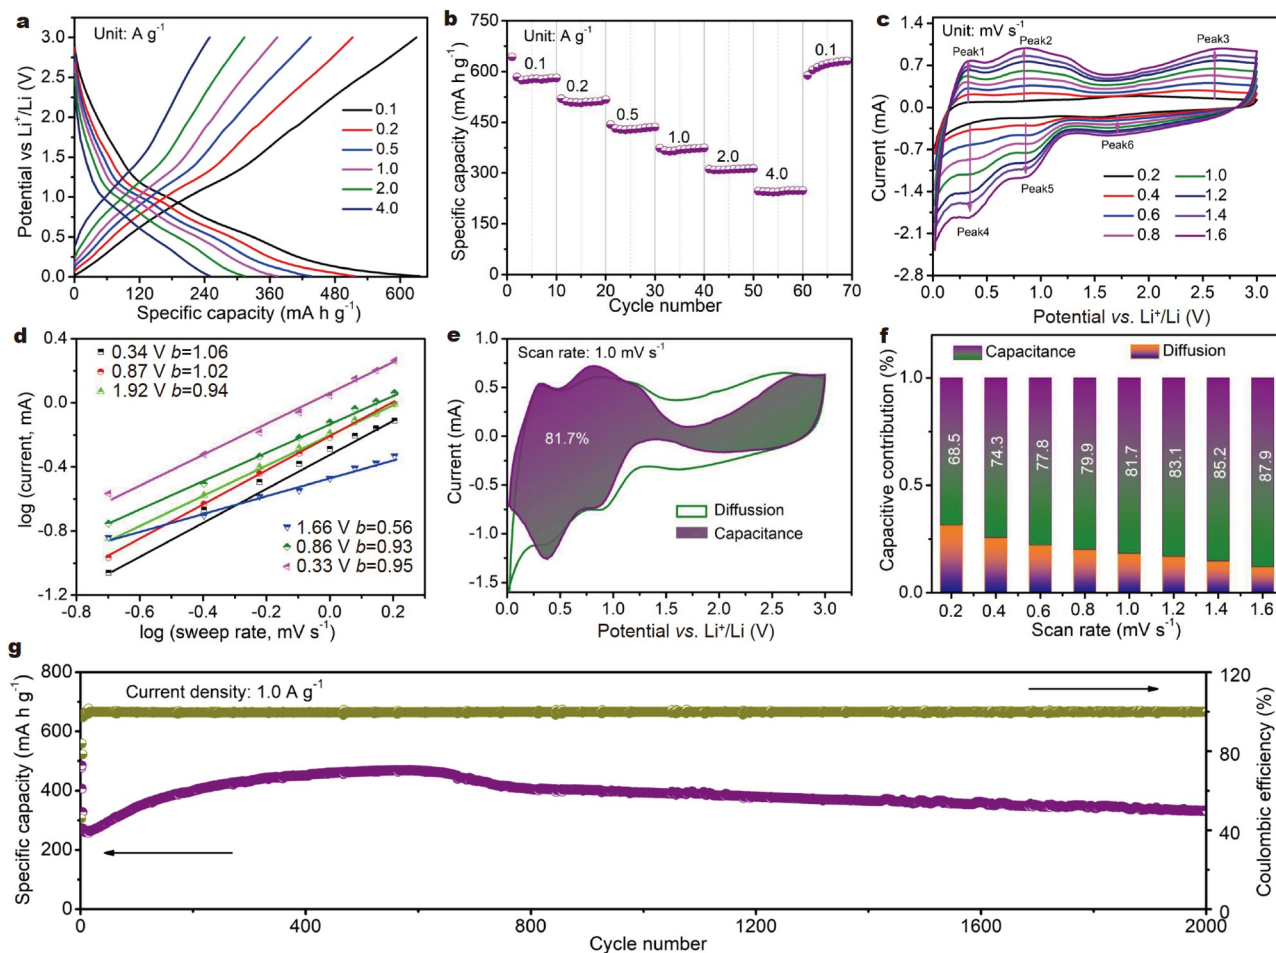 a
Unit: A g⁻¹
Potential vs Li⁺/Li (V)
3.0
2.5
2.0
1.5
1.0
0.5
0.0
0.1
0.2
0.5
1.0
2.0
4.0
0 120 240 360 480 600
Specific capacity (mA h g⁻¹)
b
Unit: A g⁻¹
Specific capacity (mA h g⁻¹)
750
600
450
300
150
0
0.1
0.2
0.5
1.0
2.0
4.0
0.1
0 10 20 30 40 50 60 70
Cycle number
c
Unit: mV s⁻¹
Current (mA)
1.4
0.7
0.0
-0.7
-1.4
-2.1
-2.8
Peak1
Peak2
Peak3
Peak4
Peak5
Peak6
0.2 1.0
0.4 1.2
0.6 1.4
0.8 1.6
0.0 0.5 1.0 1.5 2.0 2.5 3.0
Potential vs. Li⁺/Li (V)
d
log (current, mA)
0.4
0.0
-0.4
-0.8
-1.2
0.34 V b=1.06
0.87 V b=1.02
1.92 V b=0.94
1.66 V b=0.56
0.86 V b=0.93
0.33 V b=0.95
-0.8 -0.4 0.0 0.4
log (sweep rate, mV s⁻¹)
e
Scan rate: 1.0 mV s⁻¹
Current (mA)
1.0
0.5
0.0
-0.5
-1.0
-1.5
81.7%
Diffussion
Capacitance
0.0 0.5 1.0 1.5 2.0 2.5 3.0
Potential vs. Li⁺/Li (V)
f
Capacitance Diffusion
Capacitive contribution (%)
1.0
0.5
0.0
68.5 74.3 77.8 79.9 81.7 83.1 85.2 87.9
0.2 0.4 0.6 0.8 1.0 1.2 1.4 1.6
Scan rate (mV s⁻¹)
g
Current density: 1.0 A g⁻¹
Specific capacity (mA h g⁻¹)
800
600
400
200
0
120
80
40
0
Coulombic efficiency (%)
0 400 800 1200 1600 2000
Cycle number